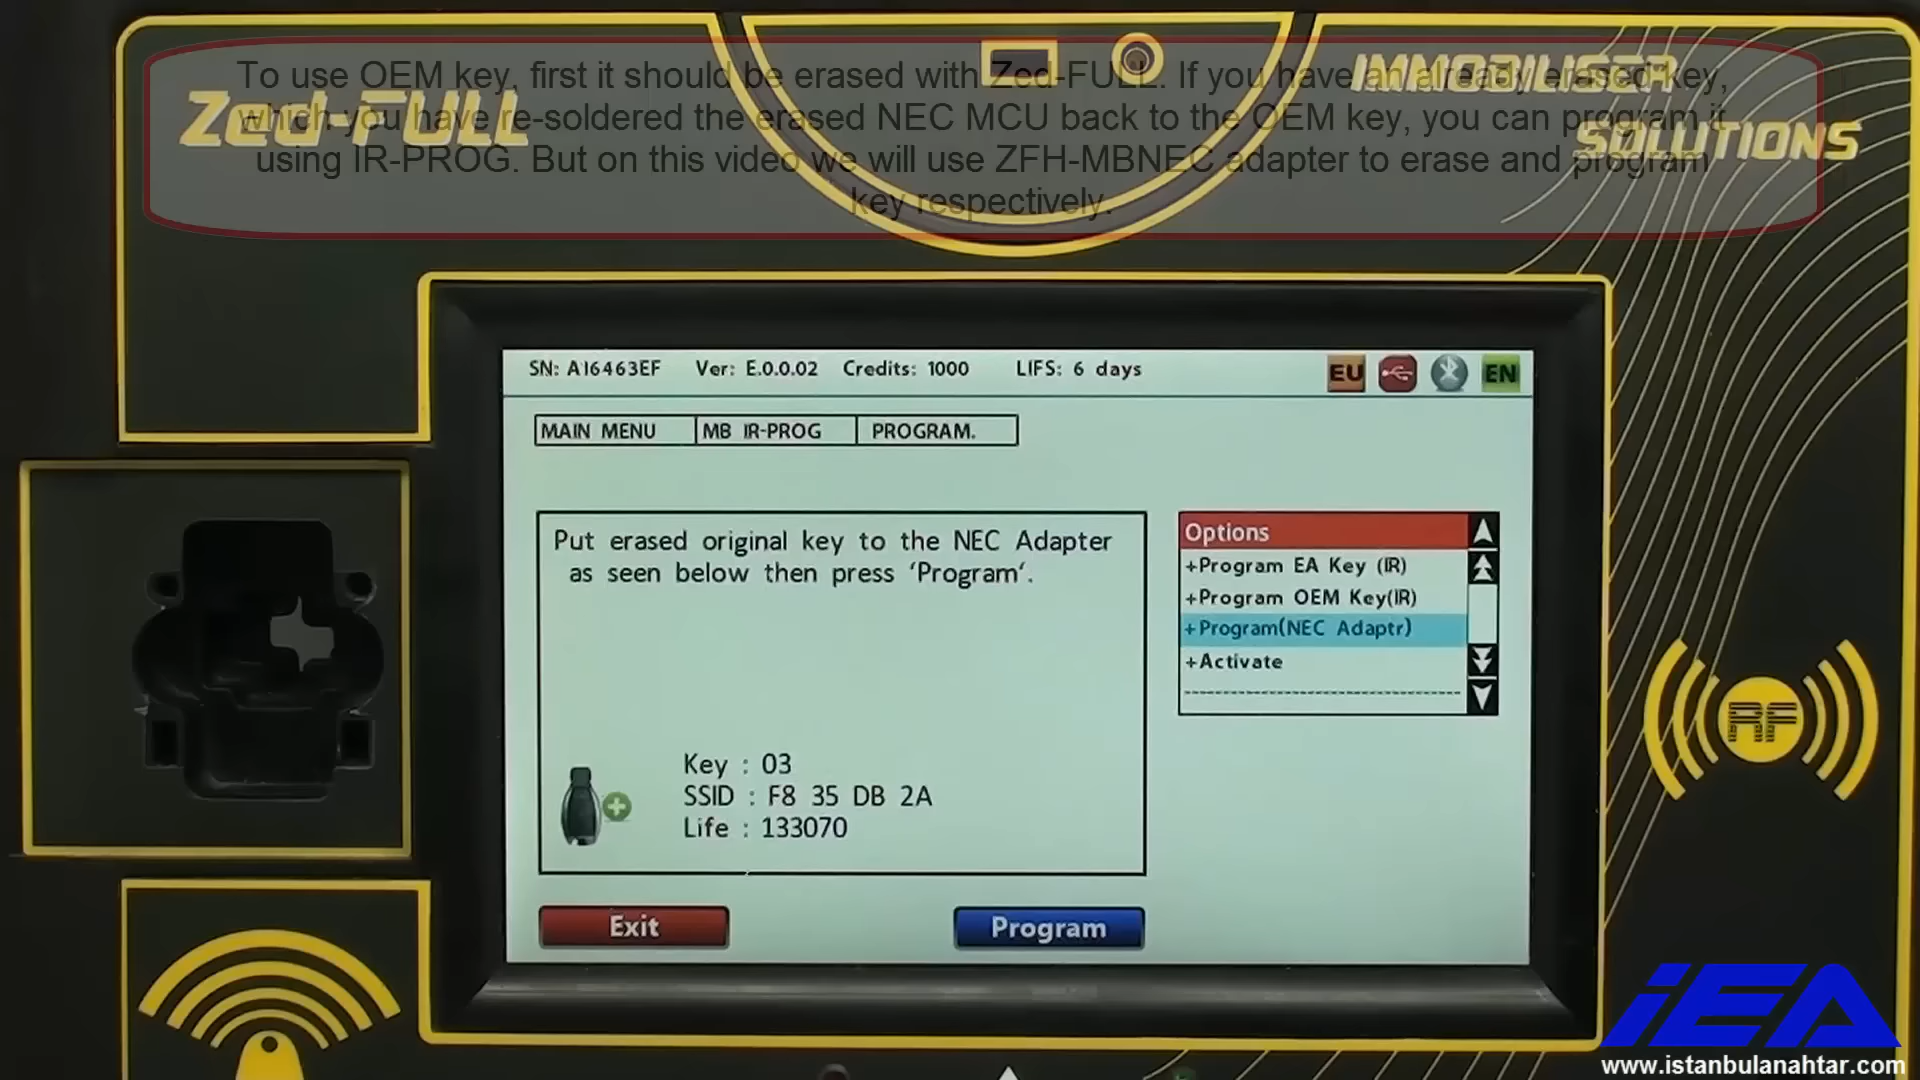 To use OEM key, first it should be erased with Zed-FULL. If you have an already erased key,
which you have re-soldered the erased NEC MCU back to the OEM key, you can program it
using IR-PROG. But on this video we will use ZFH-MBNEC adapter to erase and program
key respectively.
Zed-FULL
IMMOBILISER
SOLUTIONS
SN: A16463EF Ver: E.0.0.02 Credits: 1000 LIFS: 6 days EU EN
MAIN MENU MB IR-PROG PROGRAM.
Put erased original key to the NEC Adapter
as seen below then press 'Program'.
Key : 03
SSID : F8 35 DB 2A
Life : 133070
Options
+Program EA Key (IR)
+Program OEM Key(IR)
+Program(NEC Adaptr)
+Activate
Exit
Program
RF
iEA
www.istanbulanahtar.com